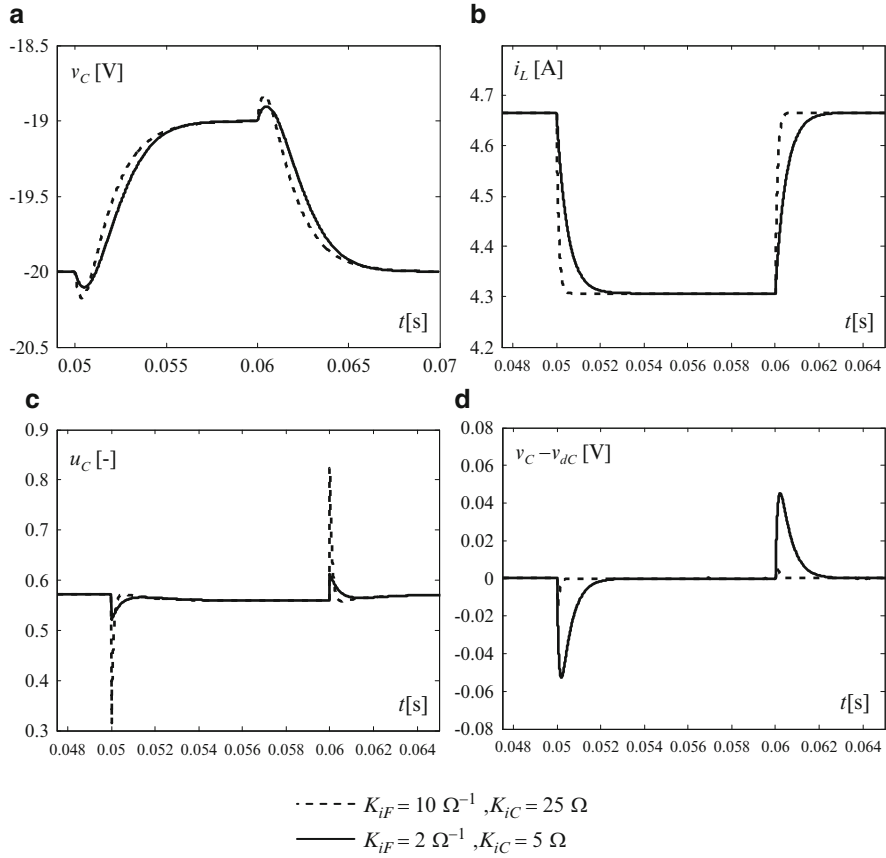 a
-18.5
v_C [V]
-19
-19.5
-20
t[s]
-20.5
0.05 0.055 0.06 0.065 0.07
b
i_L [A]
4.7
4.6
4.5
4.4
4.3
t[s]
4.2
0.048 0.05 0.052 0.054 0.056 0.058 0.06 0.062 0.064
c
0.9
u_C [-]
0.8
0.7
0.6
0.5
0.4
t[s]
0.3
0.048 0.05 0.052 0.054 0.056 0.058 0.06 0.062 0.064
d
0.08
v_C − v_dC [V]
0.06
0.04
0.02
0
-0.02
-0.04
-0.06
t[s]
-0.08
0.048 0.05 0.052 0.054 0.056 0.058 0.06 0.062 0.064
K_iF = 10 Ω⁻¹ ,K_iC = 25 Ω
K_iF = 2 Ω⁻¹ ,K_iC = 5 Ω